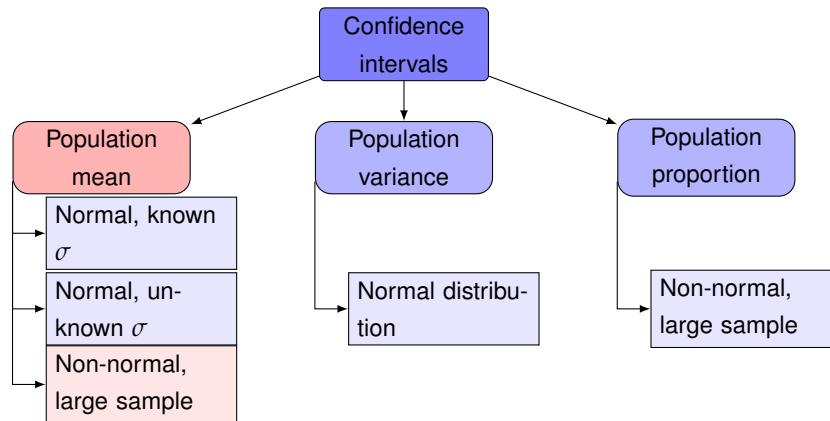 Confidence
intervals
Population
mean
Population
variance
Population
proportion
Normal, known
σ
Normal, un-
known σ
Non-normal,
large sample
Normal distribu-
tion
Non-normal,
large sample